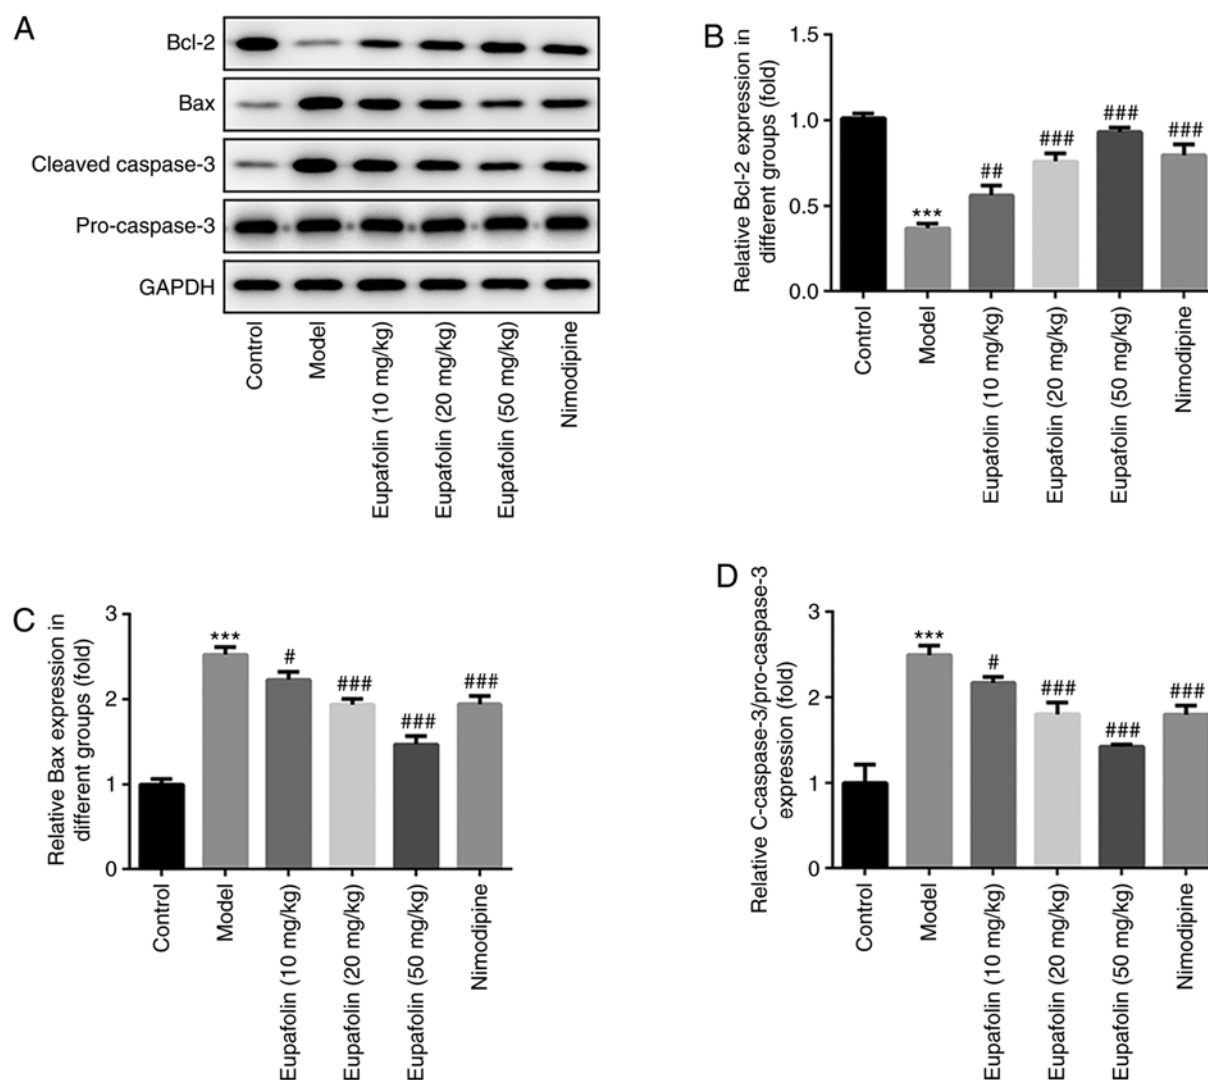 A
Bcl-2
Bax
Cleaved caspase-3
Pro-caspase-3
GAPDH
Control
Model
Eupafolin (10 mg/kg)
Eupafolin (20 mg/kg)
Eupafolin (50 mg/kg)
Nimodipine
B
Relative Bcl-2 expression in
different groups (fold)
1.5
1.0
0.5
0.0
***
##
###
###
###
Control
Model
Eupafolin (10 mg/kg)
Eupafolin (20 mg/kg)
Eupafolin (50 mg/kg)
Nimodipine
C
Relative Bax expression in
different groups (fold)
3
2
1
0
***
#
###
###
###
Control
Model
Eupafolin (10 mg/kg)
Eupafolin (20 mg/kg)
Eupafolin (50 mg/kg)
Nimodipine
D
Relative C-caspase-3/pro-caspase-3
expression (fold)
3
2
1
0
***
#
###
###
###
Control
Model
Eupafolin (10 mg/kg)
Eupafolin (20 mg/kg)
Eupafolin (50 mg/kg)
Nimodipine